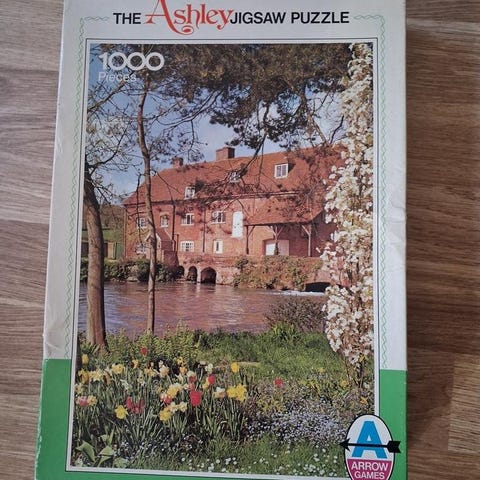 THE Ashley JIGSAW PUZZLE
1000
Pieces
A
ARROW
GAMES